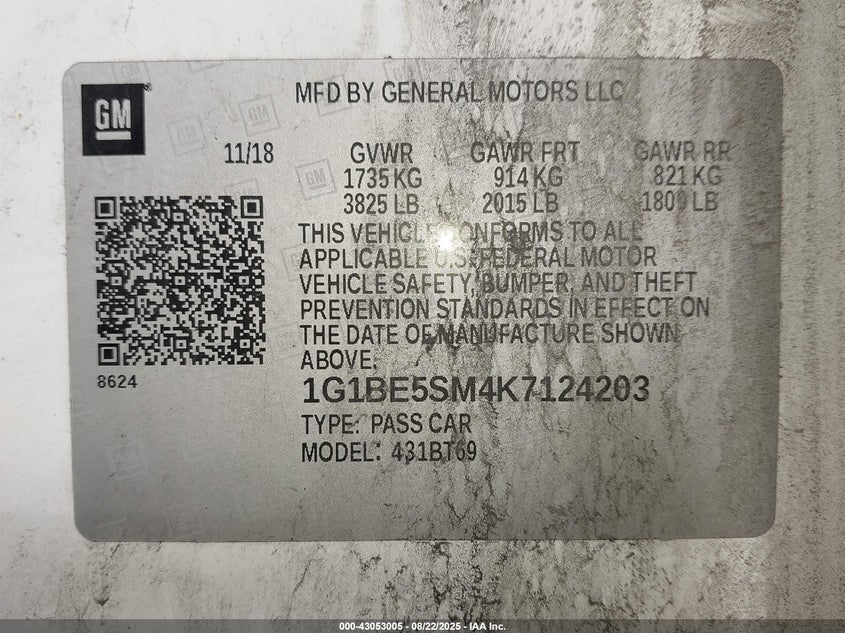 GM
MFD BY GENERAL MOTORS LLC
11/18 GVWR GAWR FRT GAWR RR
1735 KG 914 KG 821 KG
3825 LB 2015 LB 1809 LB
THIS VEHICLE CONFORMS TO ALL
APPLICABLE U.S. FEDERAL MOTOR
VEHICLE SAFETY, BUMPER, AND THEFT
PREVENTION STANDARDS IN EFFECT ON
THE DATE OF MANUFACTURE SHOWN
ABOVE.
8624
1G1BE5SM4K7124203
TYPE: PASS CAR
MODEL: 431BT69
000-43053005 - 08/22/2025 - IAA Inc.